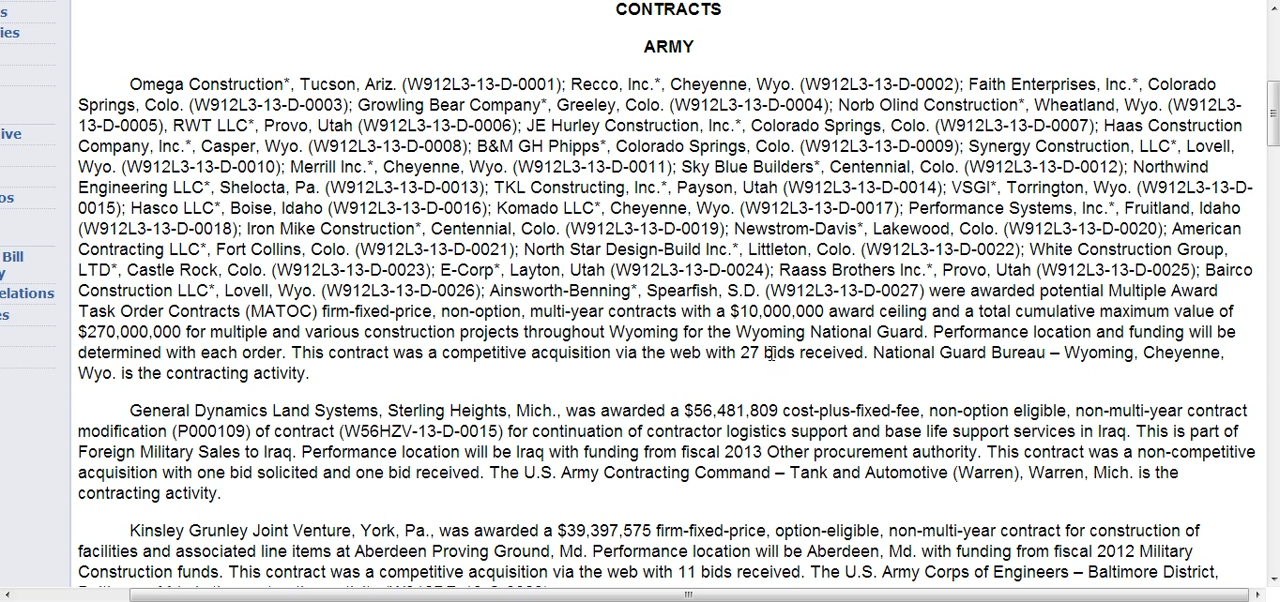 s
ies
ive
os
Bill
y
elations
es
CONTRACTS
ARMY
Omega Construction*, Tucson, Ariz. (W912L3-13-D-0001); Recco, Inc.*, Cheyenne, Wyo. (W912L3-13-D-0002); Faith Enterprises, Inc.*, Colorado
Springs, Colo. (W912L3-13-D-0003); Growling Bear Company*, Greeley, Colo. (W912L3-13-D-0004); Norb Olind Construction*, Wheatland, Wyo. (W912L3-
13-D-0005), RWT LLC*, Provo, Utah (W912L3-13-D-0006); JE Hurley Construction, Inc.*, Colorado Springs, Colo. (W912L3-13-D-0007); Haas Construction
Company, Inc.*, Casper, Wyo. (W912L3-13-D-0008); B&M GH Phipps*, Colorado Springs, Colo. (W912L3-13-D-0009); Synergy Construction, LLC*, Lovell,
Wyo. (W912L3-13-D-0010); Merrill Inc.*, Cheyenne, Wyo. (W912L3-13-D-0011); Sky Blue Builders*, Centennial, Colo. (W912L3-13-D-0012); Northwind
Engineering LLC*, Shelocta, Pa. (W912L3-13-D-0013); TKL Constructing, Inc.*, Payson, Utah (W912L3-13-D-0014); VSGI*, Torrington, Wyo. (W912L3-13-D-
0015); Hasco LLC*, Boise, Idaho (W912L3-13-D-0016); Komado LLC*, Cheyenne, Wyo. (W912L3-13-D-0017); Performance Systems, Inc.*, Fruitland, Idaho
(W912L3-13-D-0018); Iron Mike Construction*, Centennial, Colo. (W912L3-13-D-0019); Newstrom-Davis*, Lakewood, Colo. (W912L3-13-D-0020); American
Contracting LLC*, Fort Collins, Colo. (W912L3-13-D-0021); North Star Design-Build Inc.*, Littleton, Colo. (W912L3-13-D-0022); White Construction Group,
LTD*, Castle Rock, Colo. (W912L3-13-D-0023); E-Corp*, Layton, Utah (W912L3-13-D-0024); Raass Brothers Inc.*, Provo, Utah (W912L3-13-D-0025); Bairco
Construction LLC*, Lovell, Wyo. (W912L3-13-D-0026); Ainsworth-Benning*, Spearfish, S.D. (W912L3-13-D-0027) were awarded potential Multiple Award
Task Order Contracts (MATOC) firm-fixed-price, non-option, multi-year contracts with a $10,000,000 award ceiling and a total cumulative maximum value of
$270,000,000 for multiple and various construction projects throughout Wyoming for the Wyoming National Guard. Performance location and funding will be
determined with each order. This contract was a competitive acquisition via the web with 27 bids received. National Guard Bureau – Wyoming, Cheyenne,
Wyo. is the contracting activity.
General Dynamics Land Systems, Sterling Heights, Mich., was awarded a $56,481,809 cost-plus-fixed-fee, non-option eligible, non-multi-year contract
modification (P000109) of contract (W56HZV-13-D-0015) for continuation of contractor logistics support and base life support services in Iraq. This is part of
Foreign Military Sales to Iraq. Performance location will be Iraq with funding from fiscal 2013 Other procurement authority. This contract was a non-competitive
acquisition with one bid solicited and one bid received. The U.S. Army Contracting Command – Tank and Automotive (Warren), Warren, Mich. is the
contracting activity.
Kinsley Grunley Joint Venture, York, Pa., was awarded a $39,397,575 firm-fixed-price, option-eligible, non-multi-year contract for construction of
facilities and associated line items at Aberdeen Proving Ground, Md. Performance location will be Aberdeen, Md. with funding from fiscal 2012 Military
Construction funds. This contract was a competitive acquisition via the web with 11 bids received. The U.S. Army Corps of Engineers – Baltimore District,